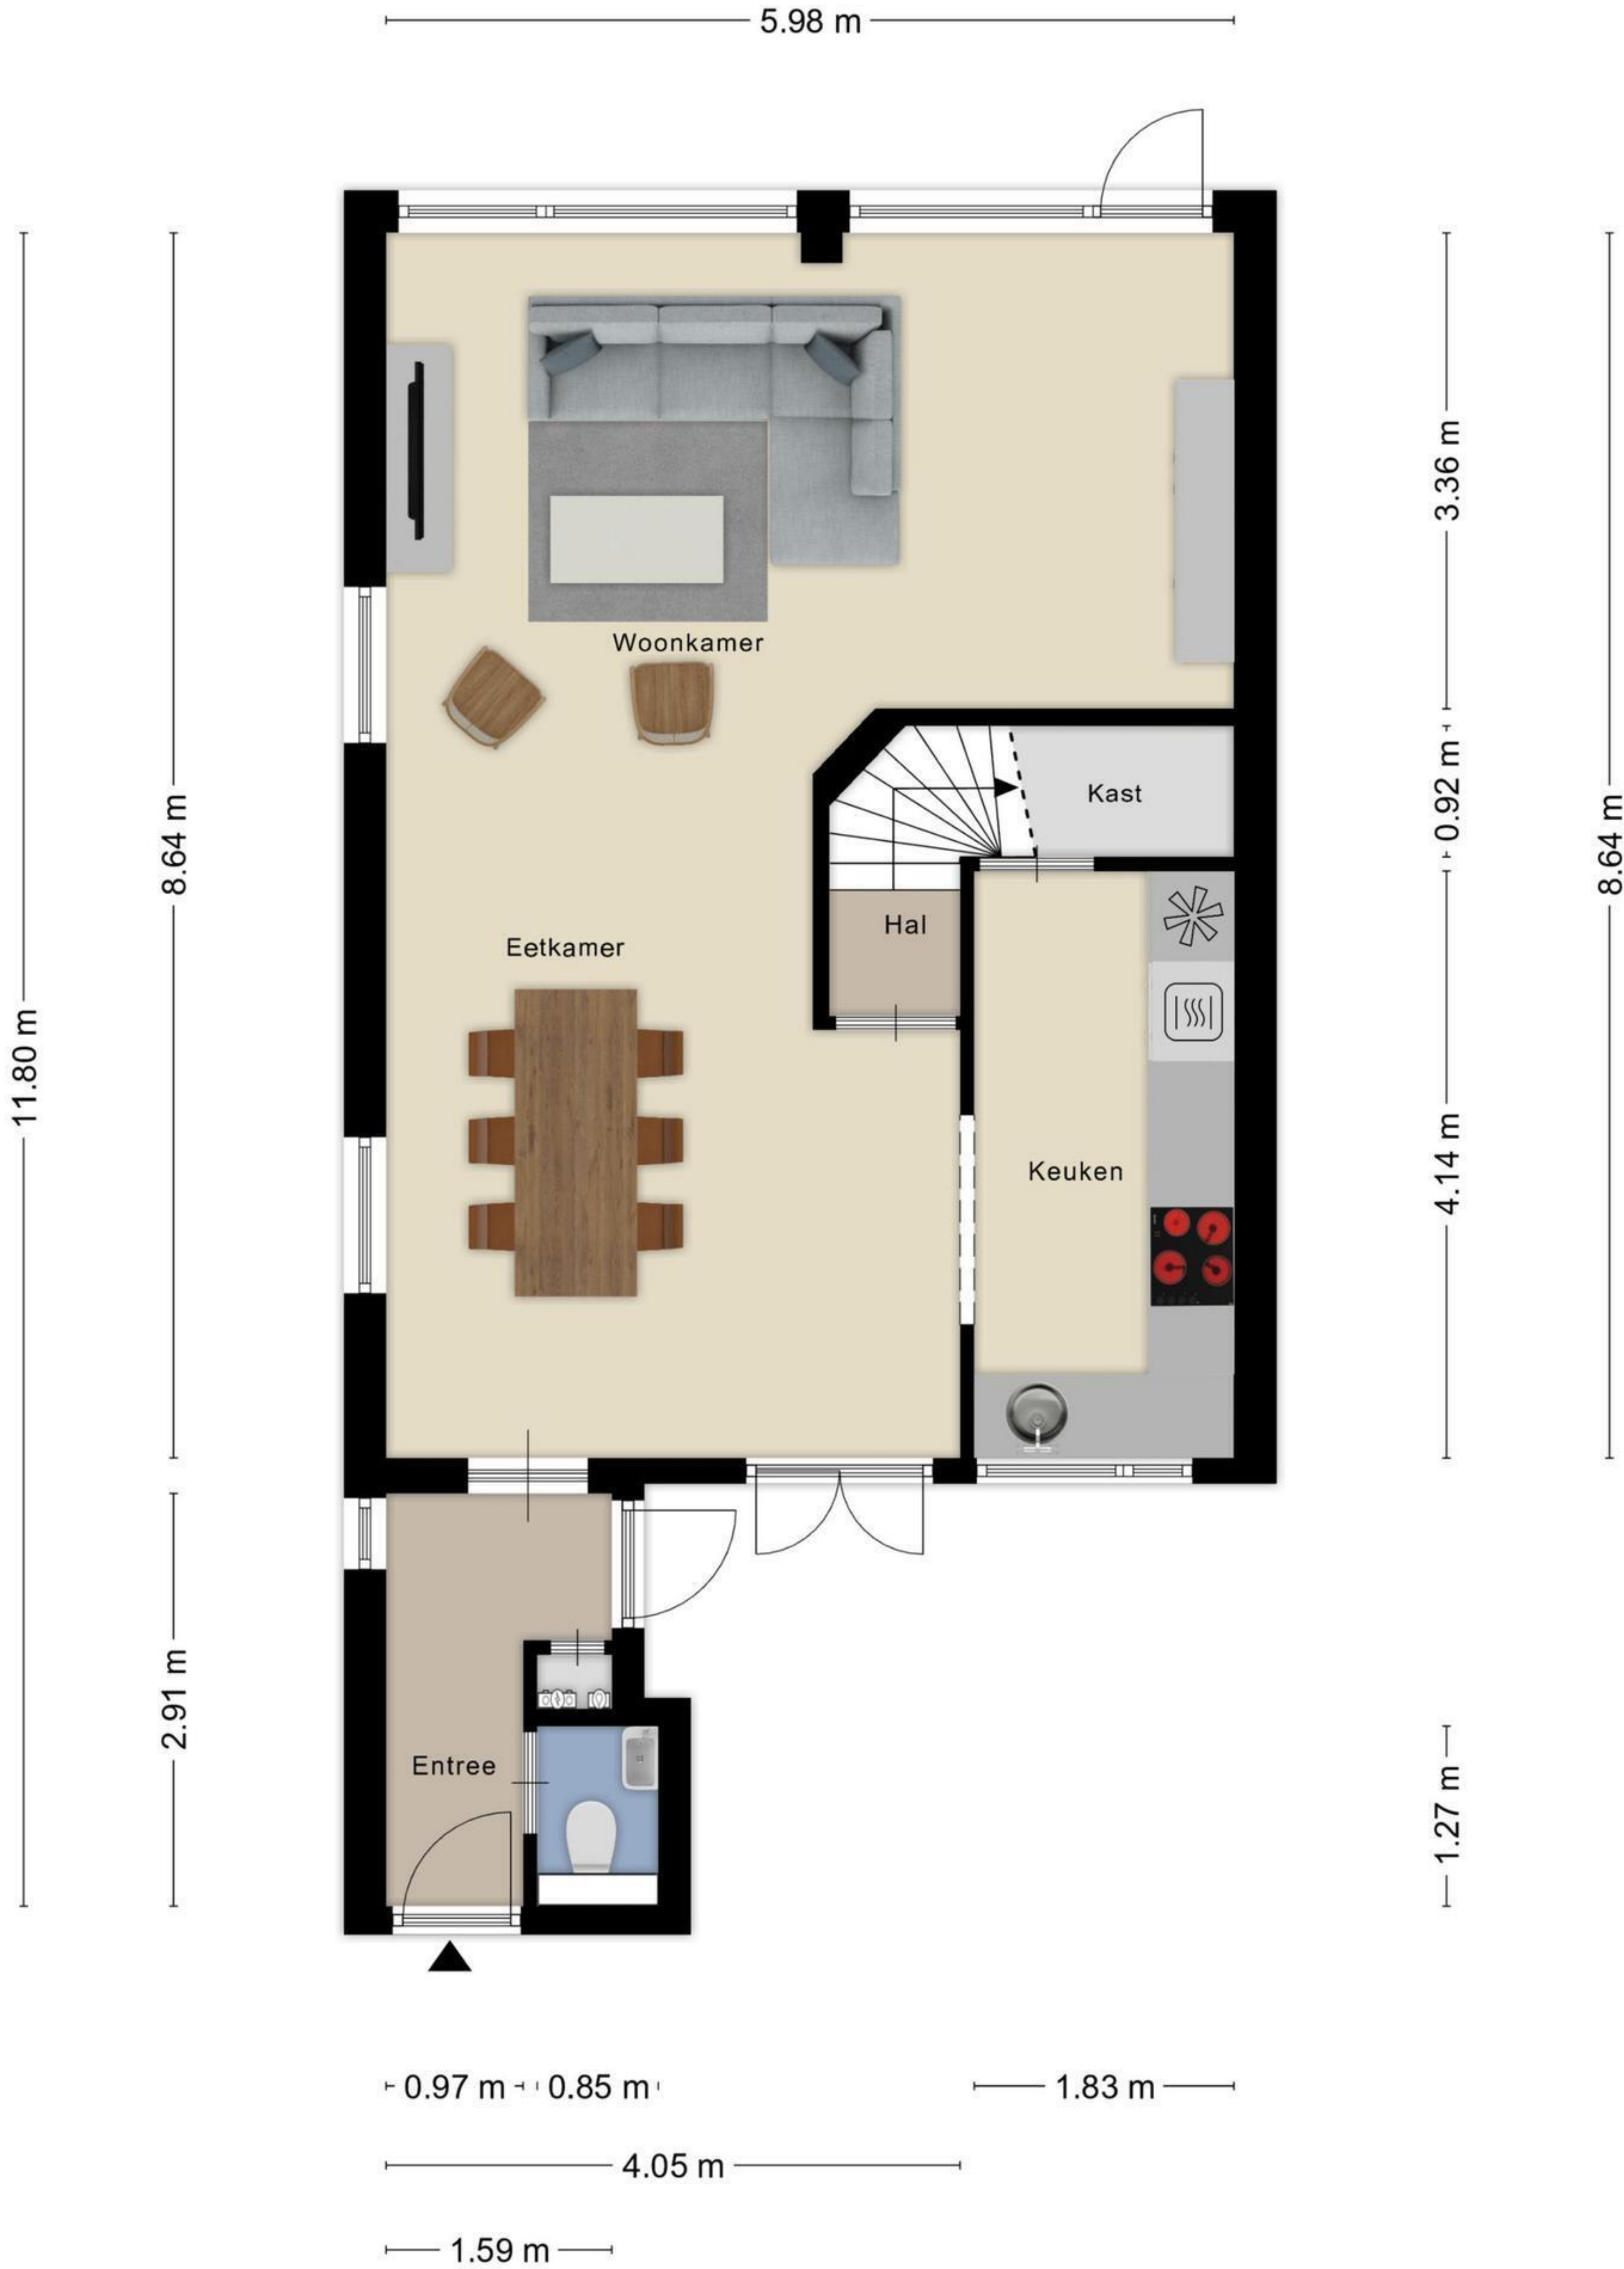 5.98 m
3.36 m
Woonkamer
0.92 m
Kast
8.64 m
8.64 m
Hal
Eetkamer
11.80 m
4.14 m
Keuken
2.91 m
Entree
1.27 m
0.97 m
0.85 m
1.83 m
4.05 m
1.59 m